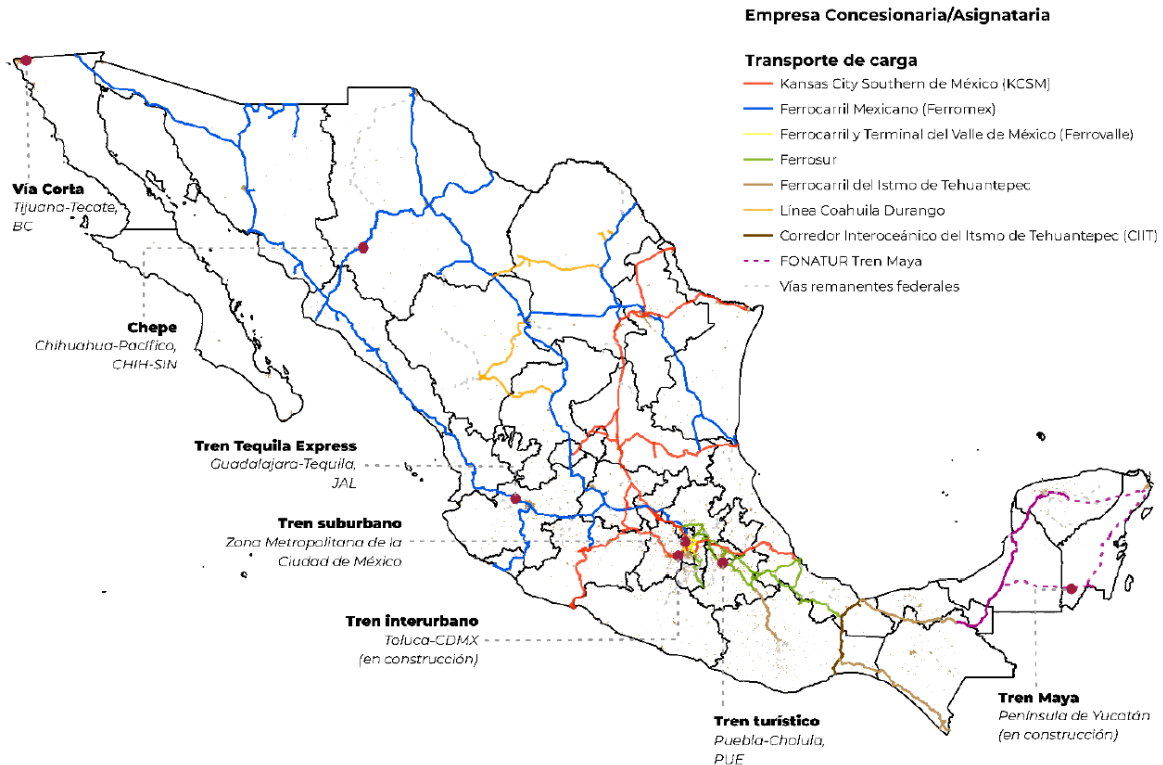 Empresa Concesionaria/Asignataria
Transporte de carga
Kansas City Southern de México (KCSM)
Ferrocarril Mexicano (Ferromex)
Ferrocarril y Terminal del Valle de México (Ferrovalle)
Ferrosur
Ferrocarril del Istmo de Tehuantepec
Línea Coahuila Durango
Corredor Interoceánico del Itsmo de Tehuantepec (CIIT)
FONATUR Tren Maya
Vías remanentes federales
Vía Corta
Tijuana-Tecate,
BC
Chepe
Chihuahua-Pacífico,
CHIH-SIN
Tren Tequila Express
Guadalajara-Tequila,
JAL
Tren suburbano
Zona Metropolitana de la
Ciudad de México
Tren interurbano
Toluca-CDMX
(en construcción)
Tren turístico
Puebla-Cholula,
PUE
Tren Maya
Península de Yucatán
(en construcción)